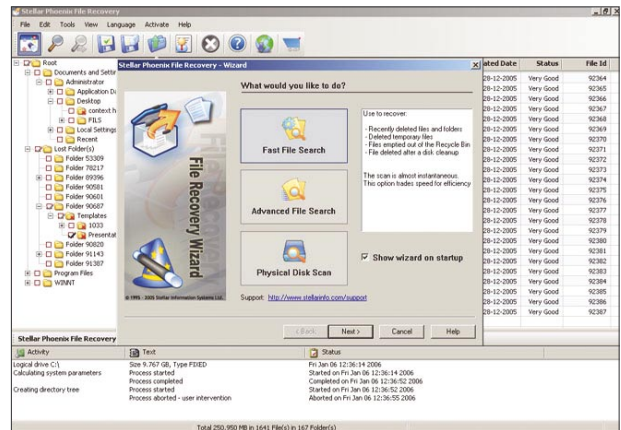 Stellar Phoenix File Recovery
File Edit Tools View Language Activate Help
Root
Documents and Settin
Administrator
Application Da
Desktop
context h
FILS
Local Settings
Recent
Lost Folder(s)
Folder 53309
Folder 78217
Folder 89396
Folder 90581
Folder 90601
Folder 90687
Templates
1033
Presentat
Folder 90820
Folder 91143
Folder 91387
Program Files
WINNT
Stellar Phoenix File Recovery - Wizard
What would you like to do?
File Recovery Wizard
© 1995 - 2005 Stellar Information Systems Ltd.
Fast File Search
Advanced File Search
Physical Disk Scan
Use to recover:
- Recently deleted files and folders
- Deleted temporary files
- Files emptied out of the Recycle Bin
- File deleted after a disk cleanup
The scan is almost instantaneous.
This option trades speed for efficiency
Show wizard on startup
Support: http://www.stellarinfo.com/support
< Back Next > Cancel Help
ated Date Status File Id
28-12-2005 Very Good 92364
28-12-2005 Very Good 92365
28-12-2005 Very Good 92366
28-12-2005 Very Good 92367
28-12-2005 Very Good 92368
28-12-2005 Very Good 92369
28-12-2005 Very Good 92370
28-12-2005 Very Good 92371
28-12-2005 Very Good 92372
28-12-2005 Very Good 92373
28-12-2005 Very Good 92374
28-12-2005 Very Good 92375
28-12-2005 Very Good 92376
28-12-2005 Very Good 92377
28-12-2005 Very Good 92378
28-12-2005 Very Good 92379
28-12-2005 Very Good 92380
28-12-2005 Very Good 92381
28-12-2005 Very Good 92382
28-12-2005 Very Good 92383
28-12-2005 Very Good 92384
28-12-2005 Very Good 92385
28-12-2005 Very Good 92386
28-12-2005 Very Good 92387
Stellar Phoenix File Recovery
Activity Text Status
Logical drive C:\ Size 9.767 GB, Type FIXED Fri Jan 06 12:36:14 2006
Calculating system parameters Process started Started on Fri Jan 06 12:36:14 2006
Process completed Completed on Fri Jan 06 12:36:52 2006
Creating directory tree Process started Started on Fri Jan 06 12:36:52 2006
Process aborted - user intervention Aborted on Fri Jan 06 12:36:55 2006
Total 250.950 MB in 1641 File(s) in 167 Folder(s)